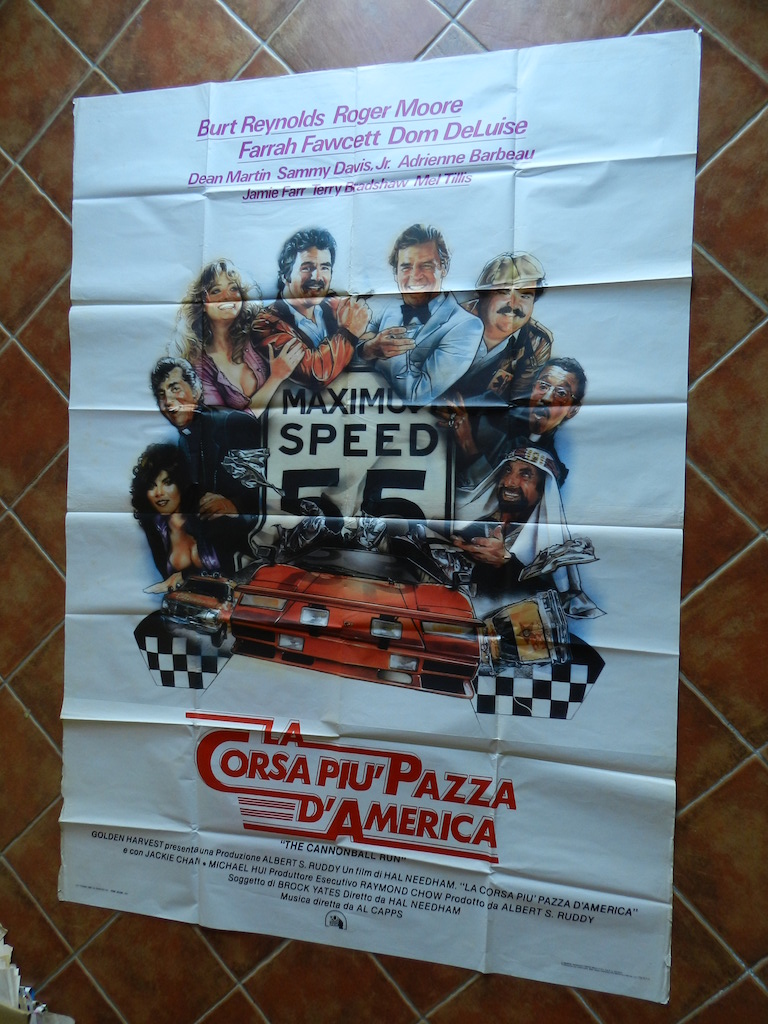 Burt Reynolds Roger Moore
Farrah Fawcett Dom DeLuise
Dean Martin Sammy Davis, Jr. Adrienne Barbeau
Jamie Farr Terry Bradshaw Mel Tillis
MAXIMU
SPEED
55
LA
CORSA PIU' PAZZA
D'AMERICA
"THE CANNONBALL RUN"
GOLDEN HARVEST presenta una Produzione ALBERT S. RUDDY Un film di HAL NEEDHAM. "LA CORSA PIU' PAZZA D'AMERICA"
e con JACKIE CHAN • MICHAEL HUI Produttore Esecutivo RAYMOND CHOW Prodotto da ALBERT S. RUDDY
Soggetto di BROCK YATES Diretto da HAL NEEDHAM
Musica diretta da AL CAPPS